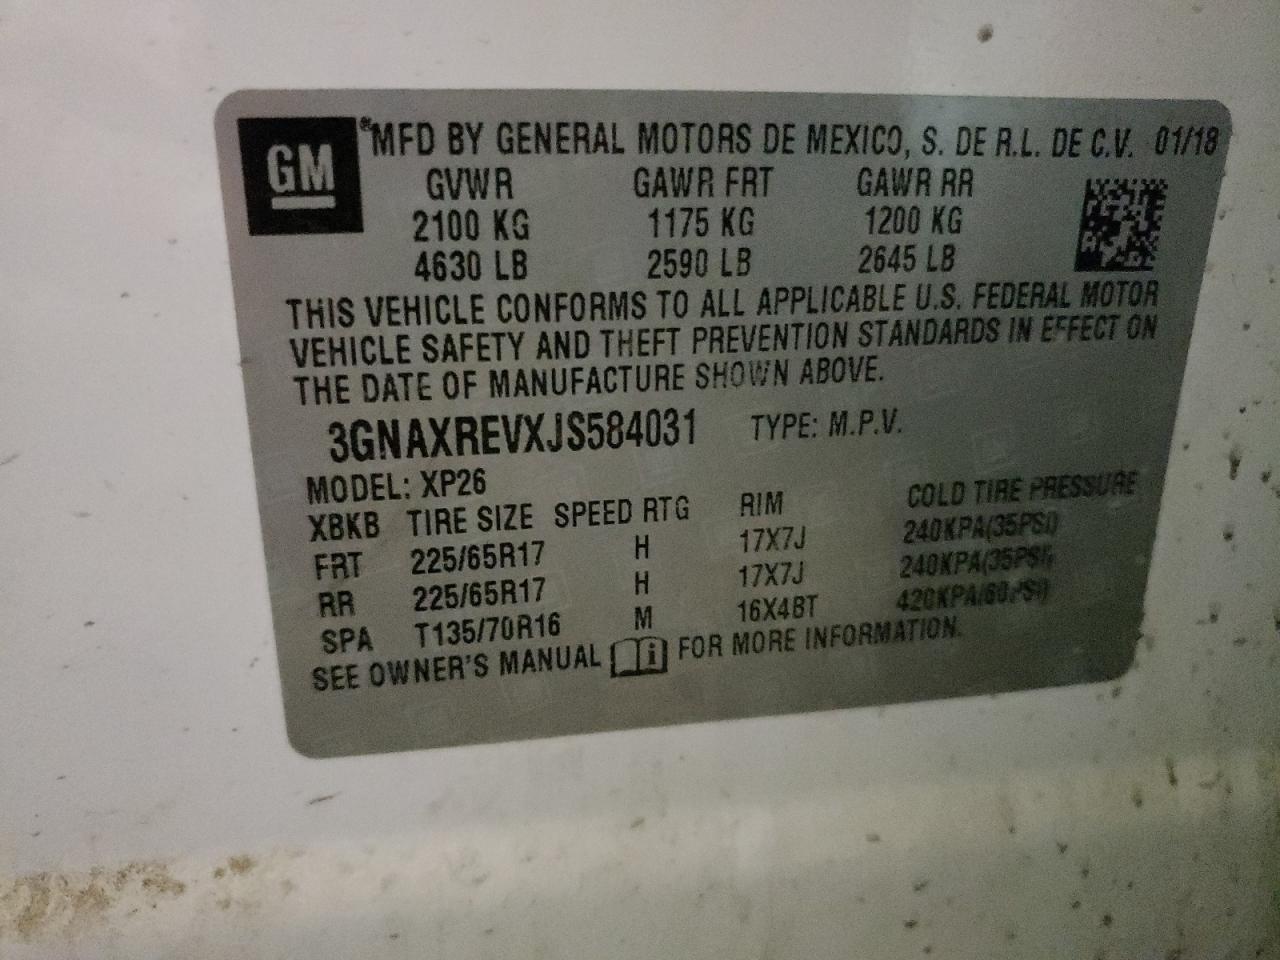 GM
®MFD BY GENERAL MOTORS DE MEXICO, S. DE R.L. DE C.V. 01/18
GVWR GAWR FRT GAWR RR
2100 KG 1175 KG 1200 KG
4630 LB 2590 LB 2645 LB
THIS VEHICLE CONFORMS TO ALL APPLICABLE U.S. FEDERAL MOTOR
VEHICLE SAFETY AND THEFT PREVENTION STANDARDS IN EFFECT ON
THE DATE OF MANUFACTURE SHOWN ABOVE.
3GNAXREVXJS584031 TYPE: M.P.V.
MODEL: XP26
XBKB TIRE SIZE SPEED RTG RIM COLD TIRE PRESSURE
FRT 225/65R17 H 17X7J 240KPA(35PSI)
RR 225/65R17 H 17X7J 240KPA(35PSI)
SPA T135/70R16 M 16X4BT 420KPA(60PSI)
SEE OWNER'S MANUAL i FOR MORE INFORMATION.